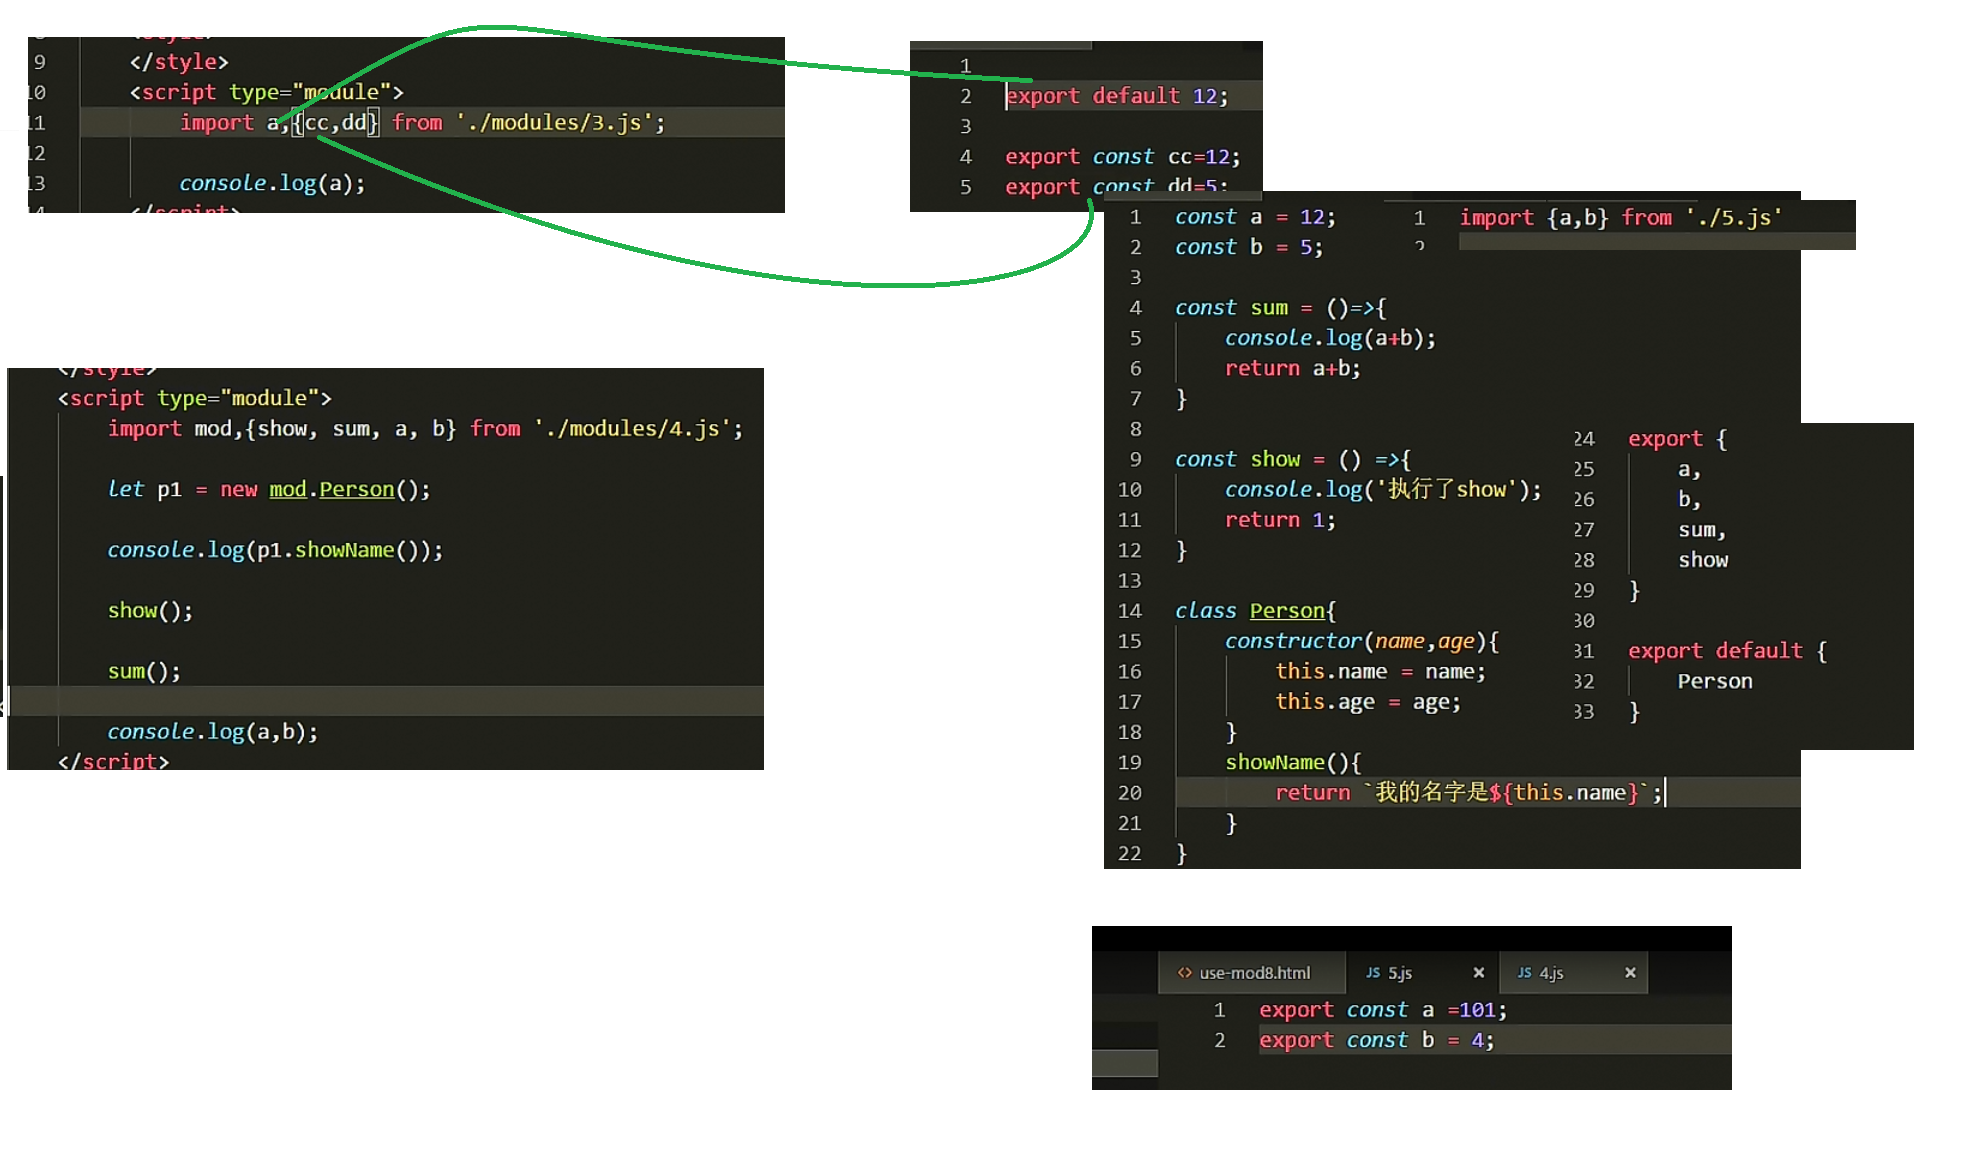 9 </style>
10 <script type="module">
11 import a,{cc,dd} from './modules/3.js';
12
13 console.log(a);
14 </script>
1
2 export default 12;
3
4 export const cc=12;
5 export const dd=5;
1 const a = 12;
2 const b = 5;
3
4 const sum = ()=>{
5 console.log(a+b);
6 return a+b;
7 }
8
9 const show = () =>{
10 console.log('执行了show');
11 return 1;
12 }
13
14 class Person{
15 constructor(name,age){
16 this.name = name;
17 this.age = age;
18 }
19 showName(){
20 return `我的名字是${this.name}`;
21 }
22 }
1 import {a,b} from './5.js'
2
24 export {
25 a,
26 b,
27 sum,
28 show
29 }
30
31 export default {
32 Person
33 }
</style>
<script type="module">
import mod,{show, sum, a, b} from './modules/4.js';
let p1 = new mod.Person();
console.log(p1.showName());
show();
sum();
console.log(a,b);
</script>
use-mod8.html JS 5.js × JS 4.js ×
1 export const a =101;
2 export const b = 4;